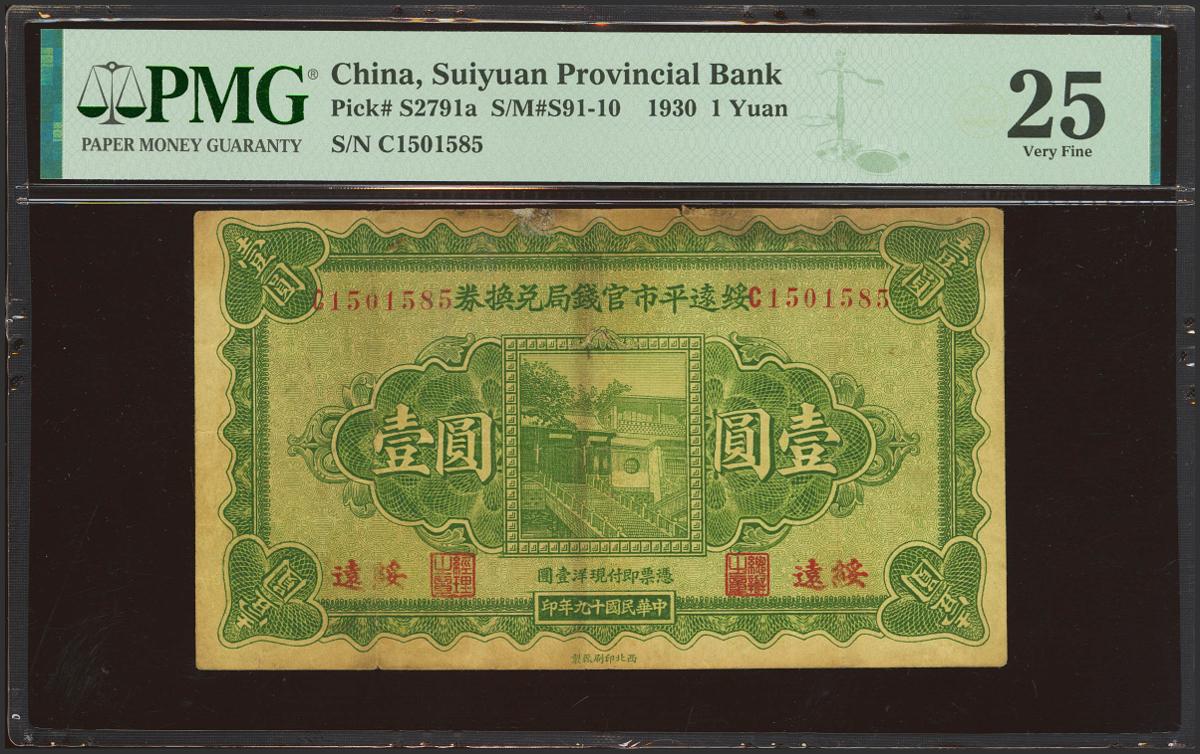 PMG®
PAPER MONEY GUARANTY
China, Suiyuan Provincial Bank
Pick# S2791a S/M#S91-10 1930 1 Yuan
S/N C1501585
25
Very Fine
壹圓
壹圓
C1501585
綏遠平市官錢局兌換券
C1501585
壹圓
圓壹
綏遠
綏遠
憑票即付現洋壹圓
中華民國十九年印
壹圓
壹圓